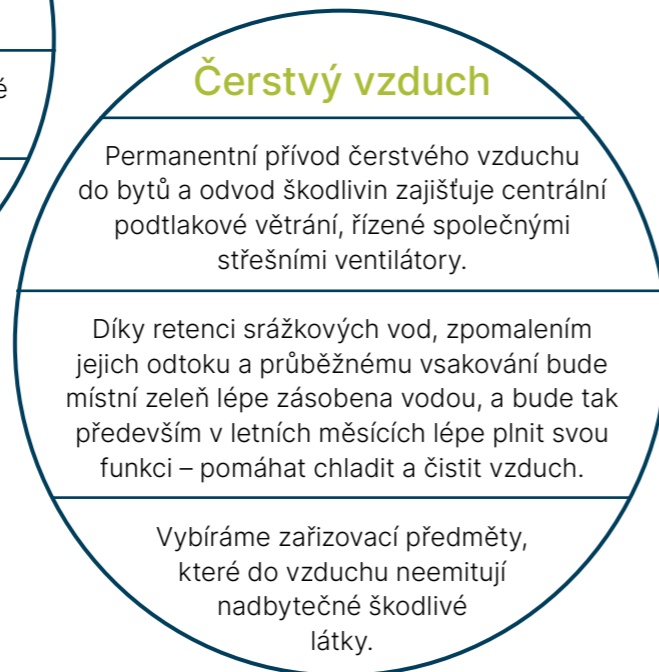 é
Čerstvý vzduch
Permanentní přívod čerstvého vzduchu
do bytů a odvod škodlivin zajišťuje centrální
podtlakové větrání, řízené společnými
střešními ventilátory.
Díky retenci srážkových vod, zpomalením
jejich odtoku a průběžnému vsakování bude
místní zeleň lépe zásobena vodou, a bude tak
především v letních měsících lépe plnit svou
funkci – pomáhat chladit a čistit vzduch.
Vybíráme zařizovací předměty,
které do vzduchu neemitují
nadbytečné škodlivé
látky.